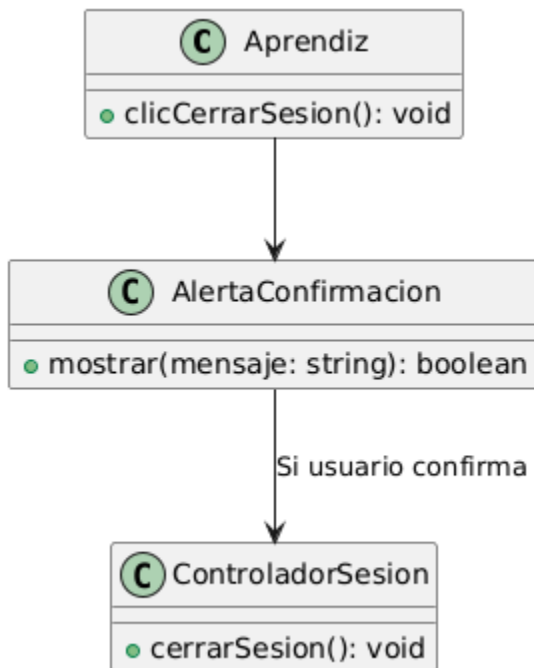 C Aprendiz
clicCerrarSesion(): void
C AlertaConfirmacion
mostrar(mensaje: string): boolean
Si usuario confirma
C ControladorSesion
cerrarSesion(): void